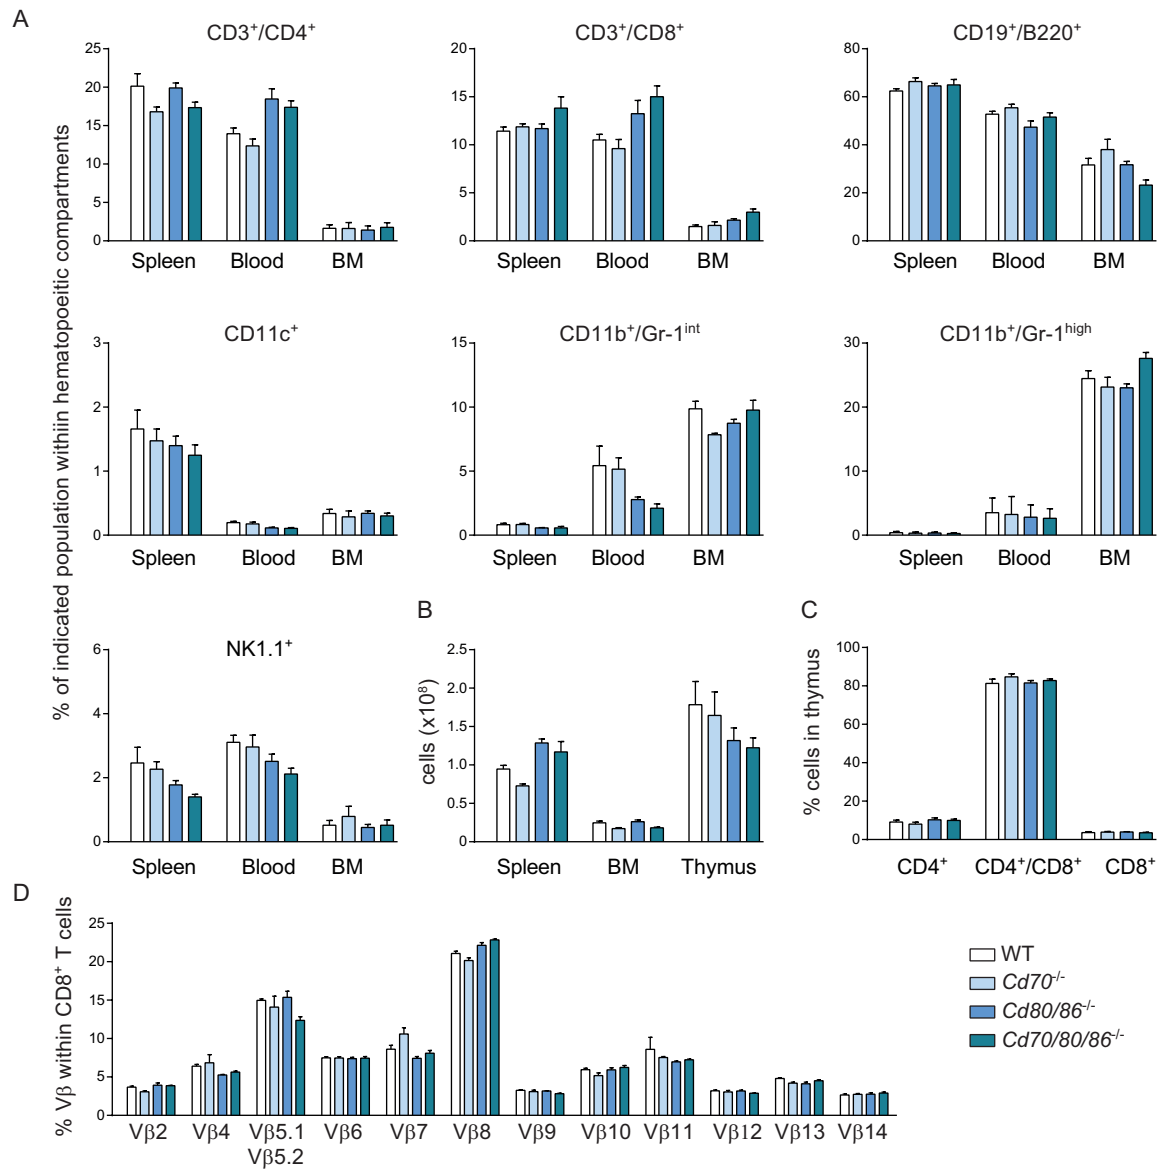 A
% of indicated population withiin hematopoeitic compartments
CD3⁺/CD4⁺
25
20
15
10
5
0
Spleen Blood BM
CD3⁺/CD8⁺
20
15
10
5
0
Spleen Blood BM
CD19⁺/B220⁺
80
60
40
20
0
Spleen Blood BM
CD11c⁺
3
2
1
0
Spleen Blood BM
CD11b⁺/Gr-1ⁱⁿᵗ
15
10
5
0
Spleen Blood BM
CD11b⁺/Gr-1ʰⁱᵍʰ
30
20
10
0
Spleen Blood BM
NK1.1⁺
6
4
2
0
Spleen Blood BM
B
cells (x10⁸)
2.5
2.0
1.5
1.0
0.5
0
Spleen BM Thymus
C
% cells in thymus
100
80
60
40
20
0
CD4⁺ CD4⁺/CD8⁺ CD8⁺
D
% Vβ within CD8⁺ T cells
25
20
15
10
5
0
Vβ2 Vβ4 Vβ5.1 Vβ6 Vβ7 Vβ8 Vβ9 Vβ10 Vβ11 Vβ12 Vβ13 Vβ14
Vβ5.2
WT
Cd70⁻/⁻
Cd80/86⁻/⁻
Cd70/80/86⁻/⁻